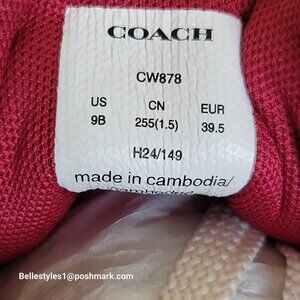 COACH
CW878
US CN EUR
9B 255(1.5) 39.5
H24/149
made in cambodia/
Bellestyles1@poshmark.com